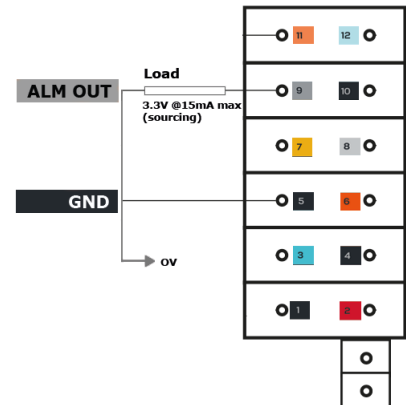 11 12
Load
ALM OUT
9 10
3.3V @15mA max
(sourcing)
7 8
GND
5 6
0V
3 4
1 2